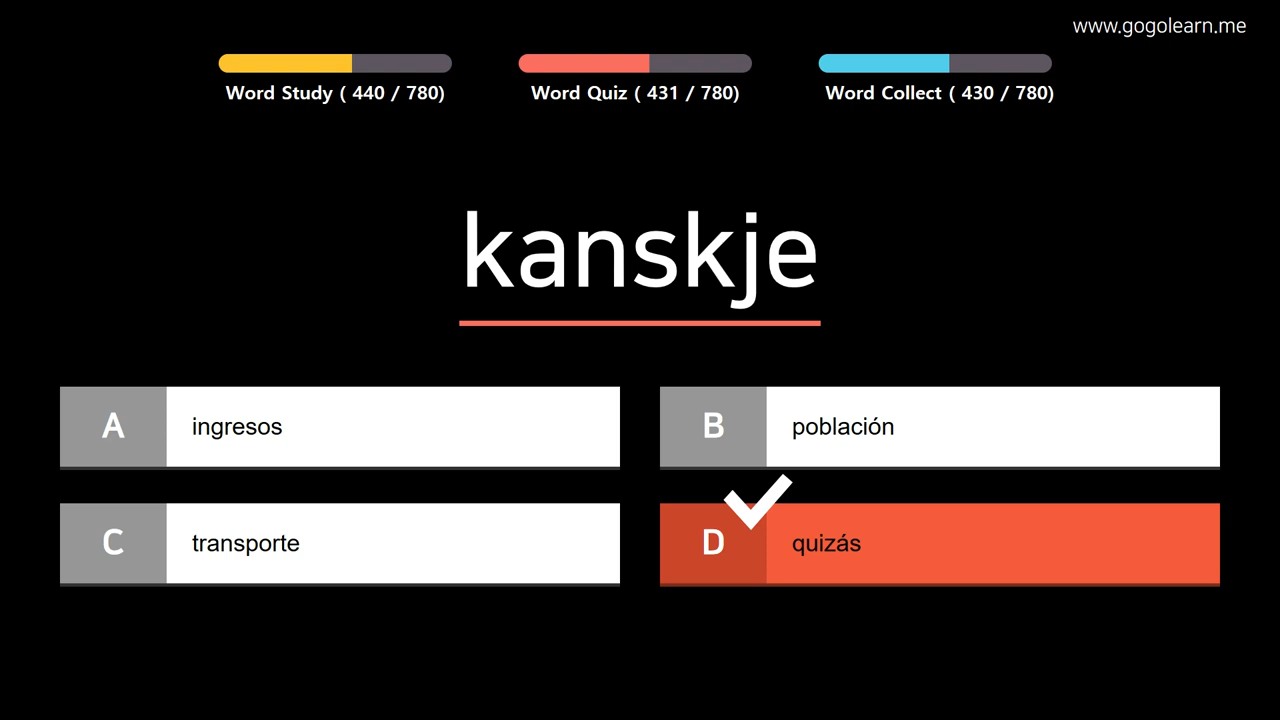 www.gogolearn.me
Word Study ( 440 / 780)
Word Quiz ( 431 / 780)
Word Collect ( 430 / 780)
kanskje
A
ingresos
B
población
C
transporte
D
quizás